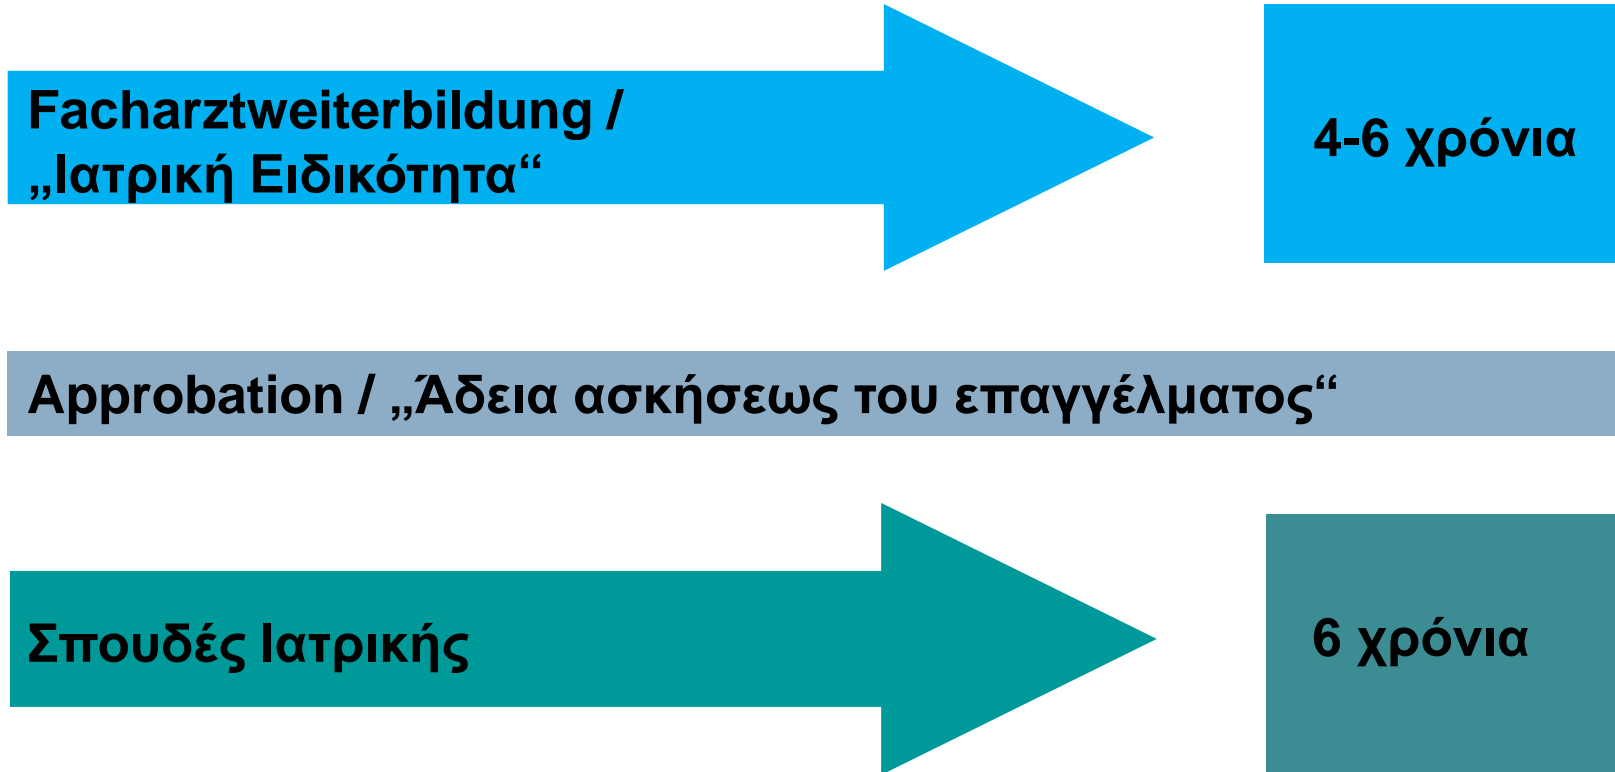 Facharztweiterbildung /
„Ιατρική Ειδικότητα“
4-6 χρόνια
Approbation / „Άδεια ασκήσεως του επαγγέλματος“
Σπουδές Ιατρικής
6 χρόνια